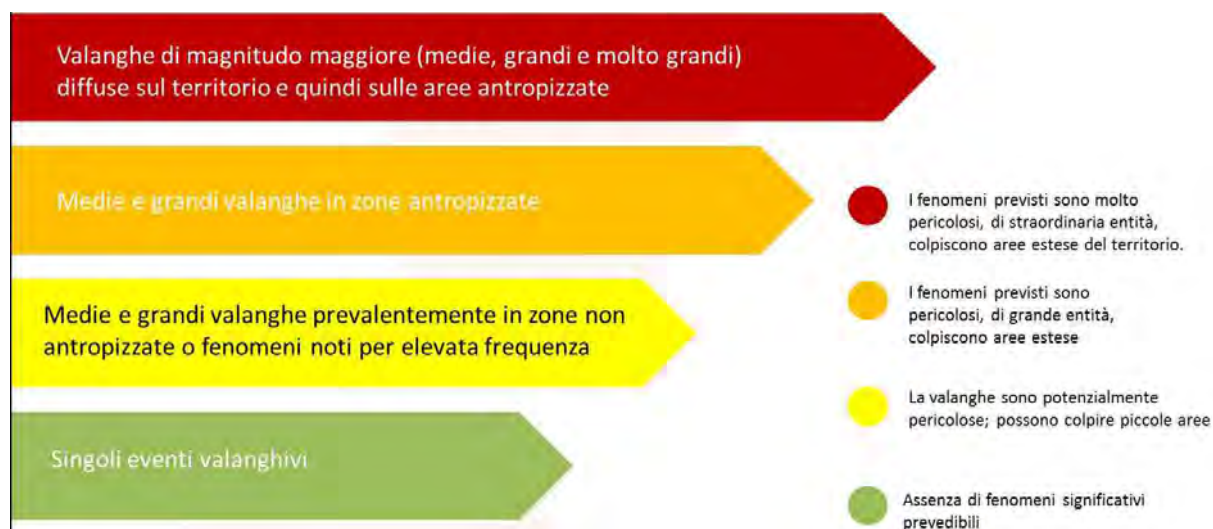 Valanghe di magnitudo maggiore (medie, grandi e molto grandi)
diffuse sul territorio e quindi sulle aree antropizzate
Medie e grandi valanghe in zone antropizzate
Medie e grandi valanghe prevalentemente in zone non
antropizzate o fenomeni noti per elevata frequenza
Singoli eventi valanghivi
I fenomeni previsti sono molto
pericolosi, di straordinaria entità,
colpiscono aree estese del territorio.
I fenomeni previsti sono
pericolosi, di grande entità,
colpiscono aree estese
La valanghe sono potenzialmente
pericolose; possono colpire piccole aree
Assenza di fenomeni significativi
prevedibili